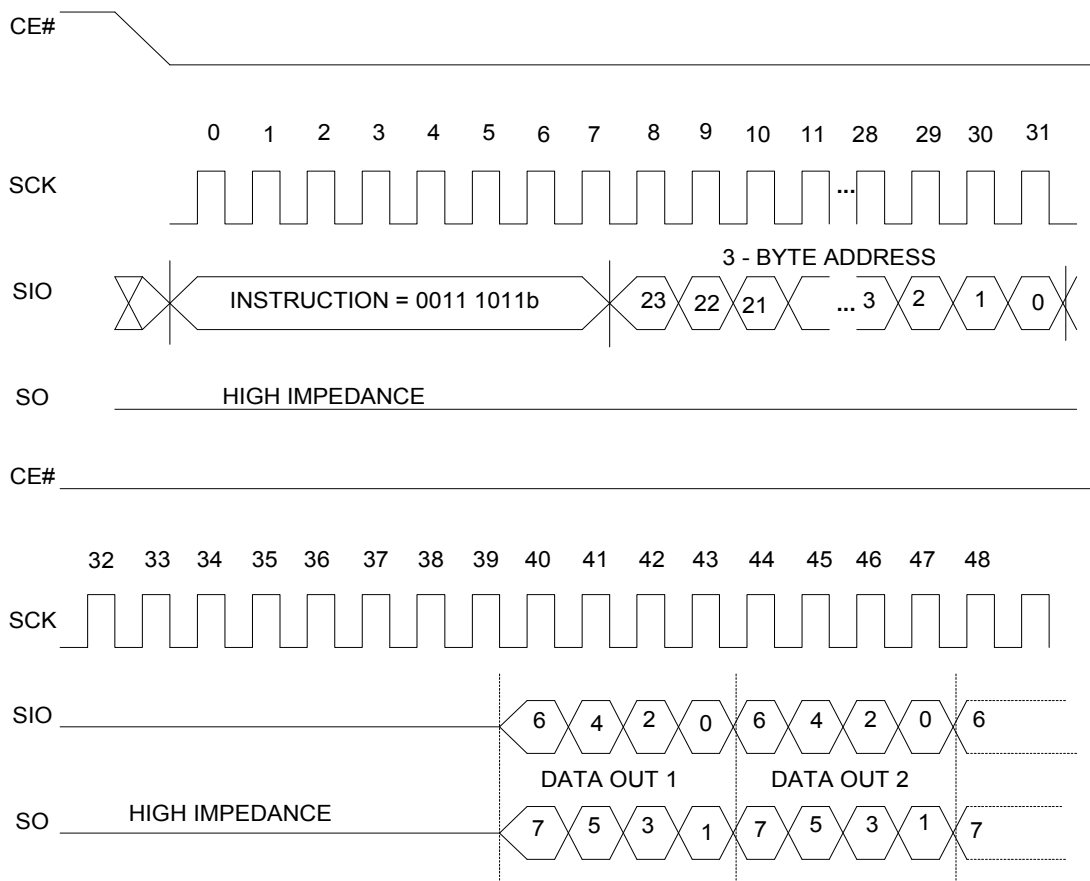 CE#
0 1 2 3 4 5 6 7 8 9 10 11 28 29 30 31
SCK ...
3 - BYTE ADDRESS
SIO INSTRUCTION = 0011 1011b 23 22 21 ... 3 2 1 0
SO HIGH IMPEDANCE
CE#
32 33 34 35 36 37 38 39 40 41 42 43 44 45 46 47 48
SCK
SIO 6 4 2 0 6 4 2 0 6
DATA OUT 1 DATA OUT 2
SO HIGH IMPEDANCE 7 5 3 1 7 5 3 1 7